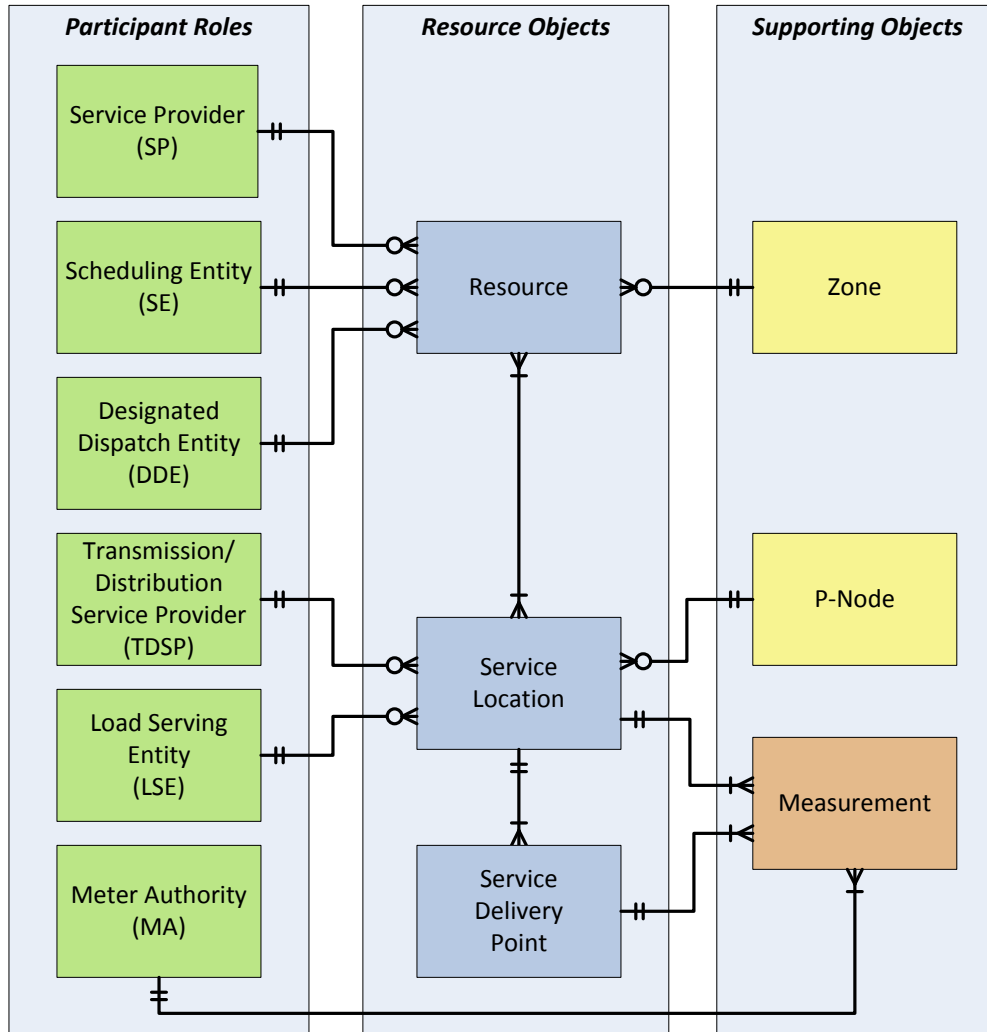 Participant Roles
Resource Objects
Supporting Objects
Service Provider
(SP)
Scheduling Entity
(SE)
Resource
Zone
Designated
Dispatch Entity
(DDE)
Transmission/
Distribution
Service Provider
(TDSP)
P-Node
Service
Location
Load Serving
Entity
(LSE)
Measurement
Meter Authority
(MA)
Service
Delivery
Point